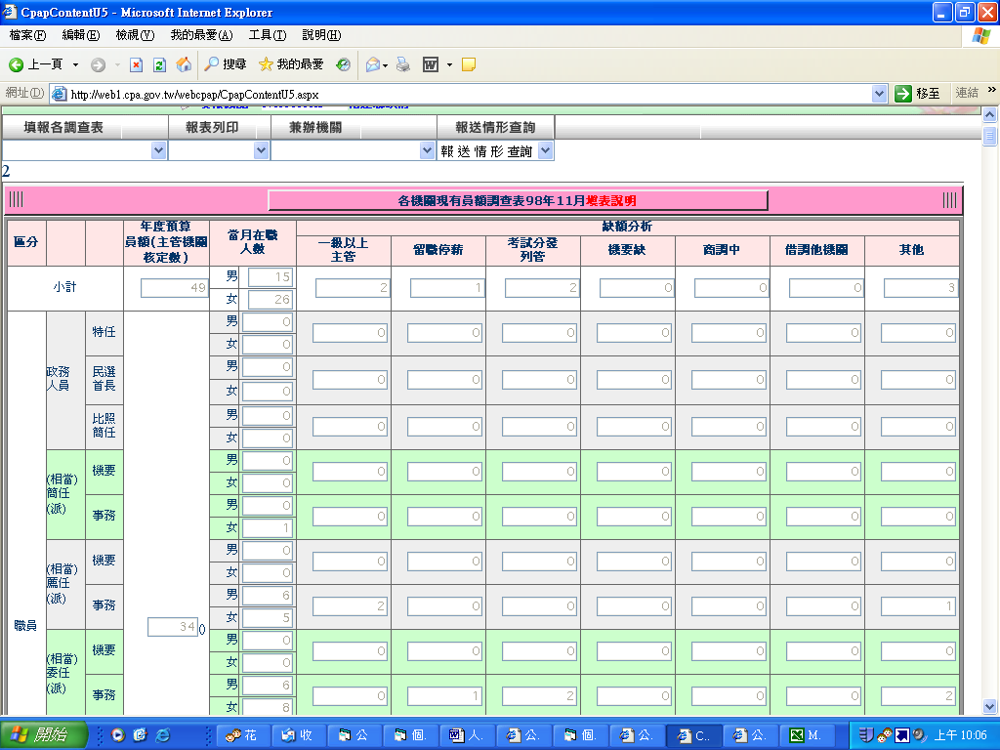 CpapContentU5 - Microsoft Internet Explorer
檔案(F) 編輯(E) 檢視(V) 我的最愛(A) 工具(T) 說明(H)
上一頁 搜尋 我的最愛
網址(D) http://web1.cpa.gov.tw/webcpap/CpapContentU5.aspx 移至 連結 »
填報各調查表 報表列印 兼辦機關 報送情形查詢
報送情形查詢
2
各機關現有員額調查表98年11月填表說明
區分 年度預算員額(主管機關核定數) 當月在職人數 缺額分析
一級以上主管 留職停薪 考試分發列管 機要缺 商調中 借調他機關 其他
小計 49 男 15 2 1 2 0 0 0 3
女 26
職員 34 0
政務人員 特任 男 0 0 0 0 0 0 0 0
女 0
民選首長 男 0 0 0 0 0 0 0 0
女 0
比照簡任 男 0 0 0 0 0 0 0 0
女 0
(相當)簡任(派) 機要 男 0 0 0 0 0 0 0 0
女 0
事務 男 0 0 0 0 0 0 0 0
女 1
(相當)薦任(派) 機要 男 0 0 0 0 0 0 0 0
女 0
事務 男 6 2 0 0 0 0 0 1
女 5
(相當)委任(派) 機要 男 0 0 0 0 0 0 0 0
女 0
事務 男 6 0 1 2 0 0 0 2
女 8
開始 花 收 公 個. 人. 公. 個. 公. C.. 公. M. 上午 10:06